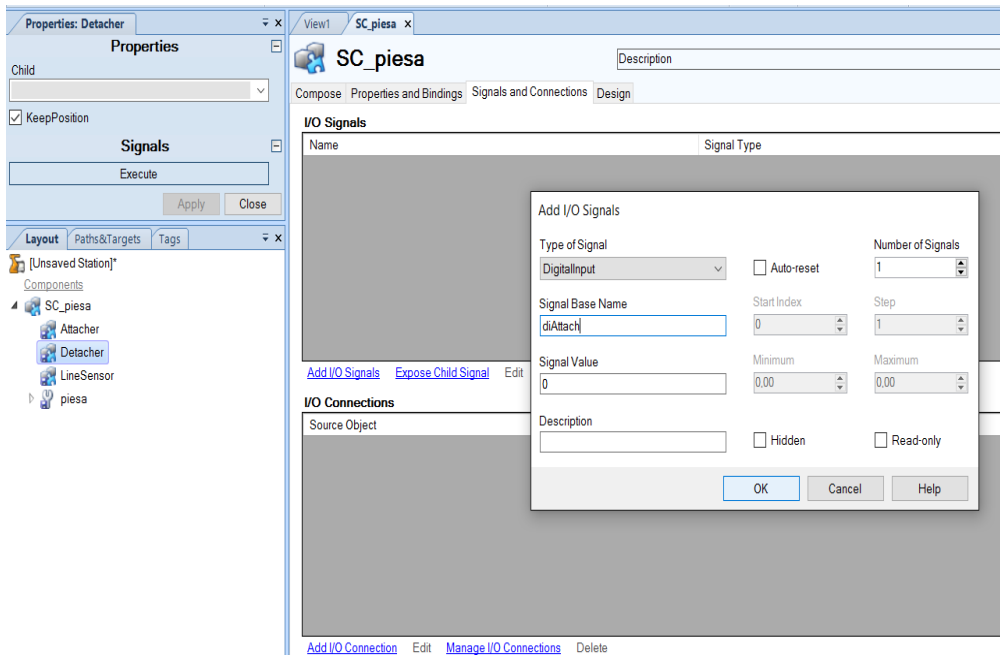 Properties: Detacher
Properties
Child
KeepPosition
Signals
Execute
Apply Close
Layout Paths&Targets Tags
[Unsaved Station]*
Components
SC_piesa
Attacher
Detacher
LineSensor
piesa
View1 SC_piesa
SC_piesa Description
Compose Properties and Bindings Signals and Connections Design
I/O Signals
Name Signal Type
Add I/O Signals Expose Child Signal Edit
I/O Connections
Source Object
Add I/O Connection Edit Manage I/O Connections Delete
Add I/O Signals
Type of Signal Number of Signals
DigitalInput Auto-reset 1
Signal Base Name Start Index Step
diAttach 0 1
Signal Value Minimum Maximum
0 0,00 0,00
Description
Hidden Read-only
OK Cancel Help